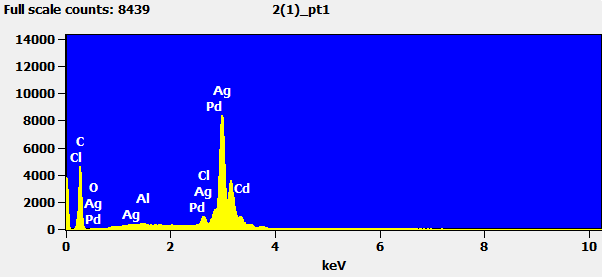 Full scale counts: 8439 2(1)_pt1
14000
12000
10000
8000
6000
4000
2000
0
C
Cl
O
Ag
Pd
Ag
Al
Cl
Ag
Pd
Ag
Pd
Cd
0 2 4 6 8 10
keV